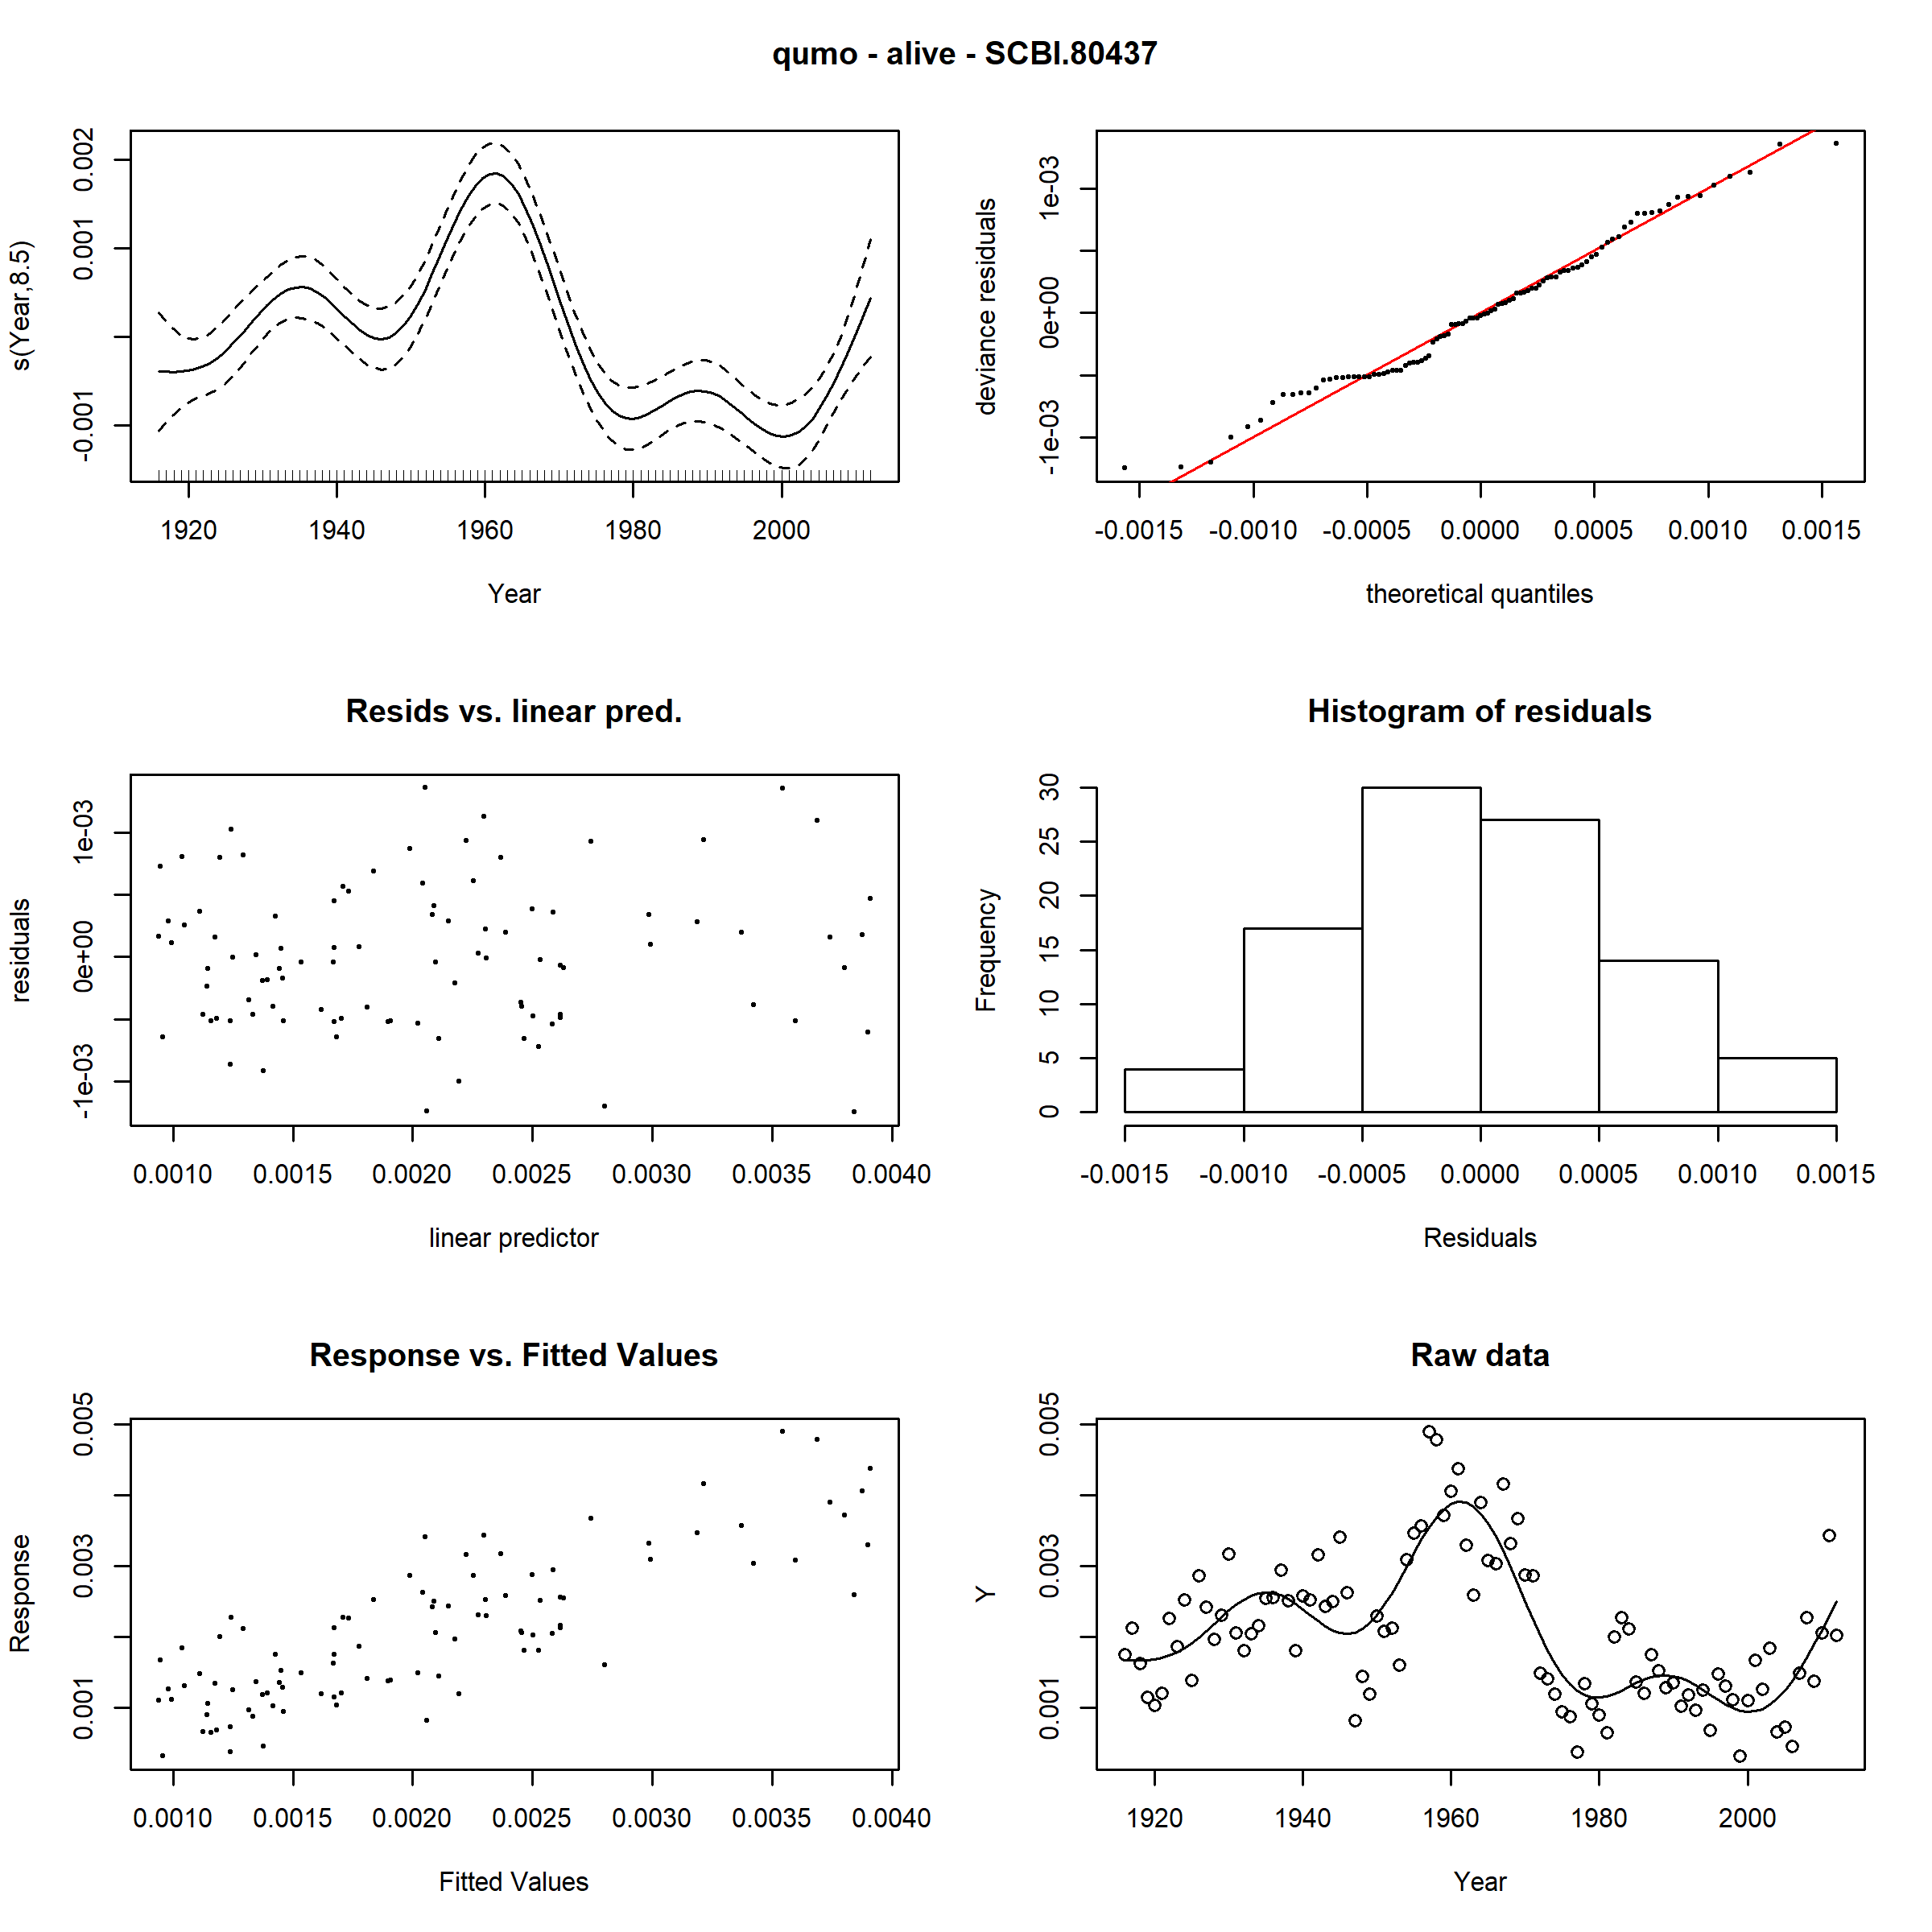 qumo - alive - SCBI.80437
s(Year,8.5)
-0.001 0.001 0.002
1920 1940 1960 1980 2000
Year
deviance residuals
-1e-03 0e+00 1e-03
-0.0015 -0.0010 -0.0005 0.0000 0.0005 0.0010 0.0015
theoretical quantiles
Resids vs. linear pred.
residuals
-1e-03 0e+00 1e-03
0.0010 0.0015 0.0020 0.0025 0.0030 0.0035 0.0040
linear predictor
Histogram of residuals
Frequency
0 5 10 15 20 25 30
-0.0015 -0.0010 -0.0005 0.0000 0.0005 0.0010 0.0015
Residuals
Response vs. Fitted Values
Response
0.001 0.003 0.005
0.0010 0.0015 0.0020 0.0025 0.0030 0.0035 0.0040
Fitted Values
Raw data
Y
0.001 0.003 0.005
1920 1940 1960 1980 2000
Year